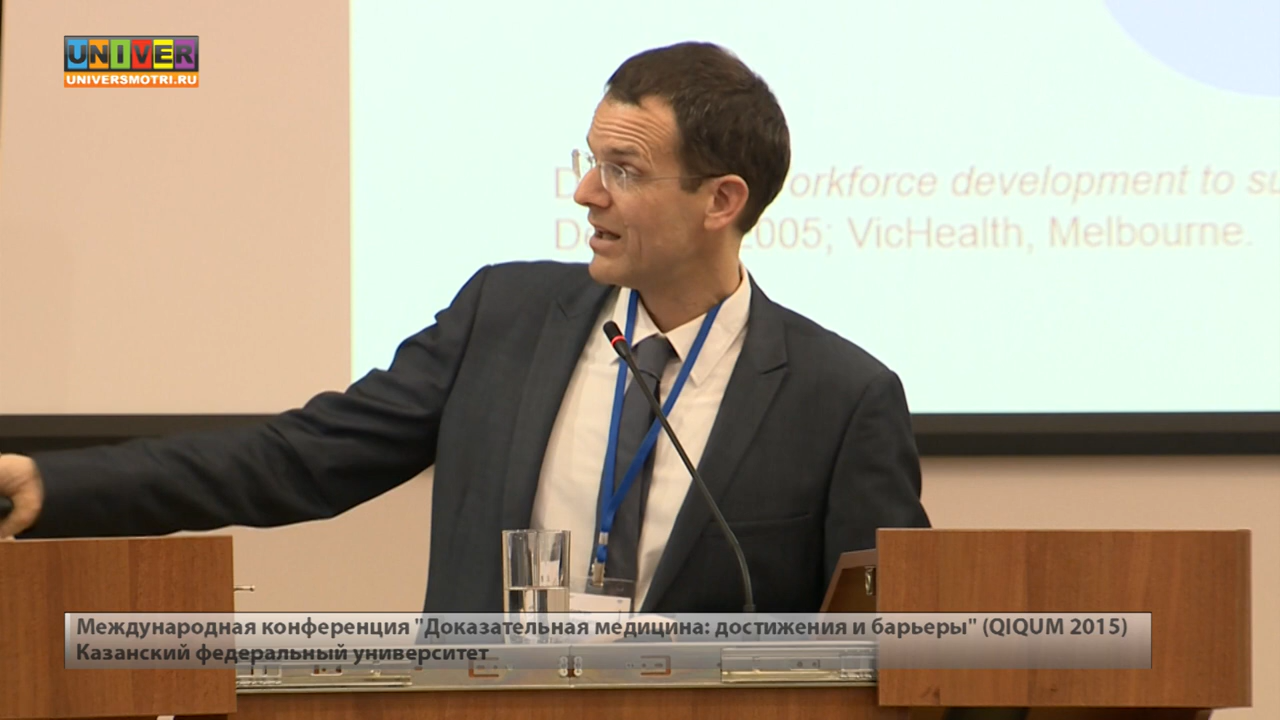 UNIVER
UNIVERSMOTRI.RU
orkforce development to su
2005; VicHealth, Melbourne.
Международная конференция "Доказательная медицина: достижения и барьеры" (QIQUM 2015)
Казанский федеральный университет